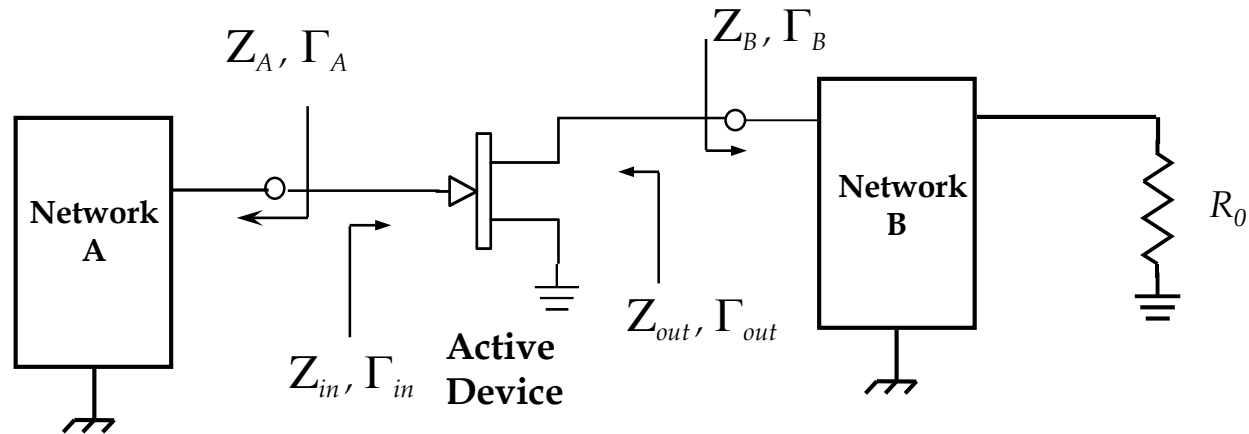 Z_B, Γ_B
Z_A, Γ_A
Network
A
Network
B
R_0
Z_out, Γ_out
Z_in, Γ_in
Active
Device